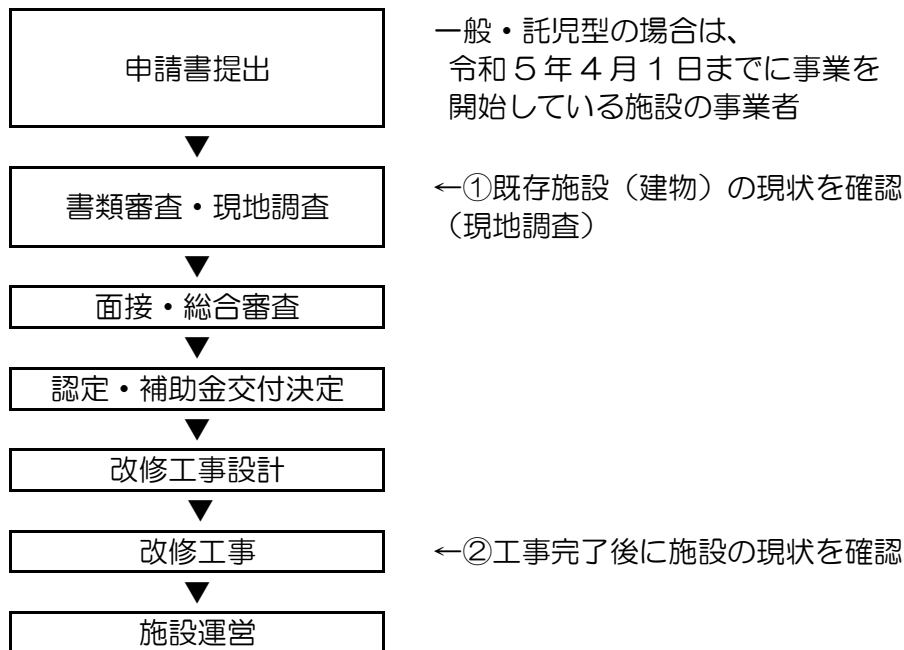 申請書提出
一般・託児型の場合は、
令和５年４月１日までに事業を
開始している施設の事業者
▼
書類審査・現地調査
←①既存施設（建物）の現状を確認
（現地調査）
▼
面接・総合審査
▼
認定・補助金交付決定
▼
改修工事設計
▼
改修工事
←②工事完了後に施設の現状を確認
▼
施設運営